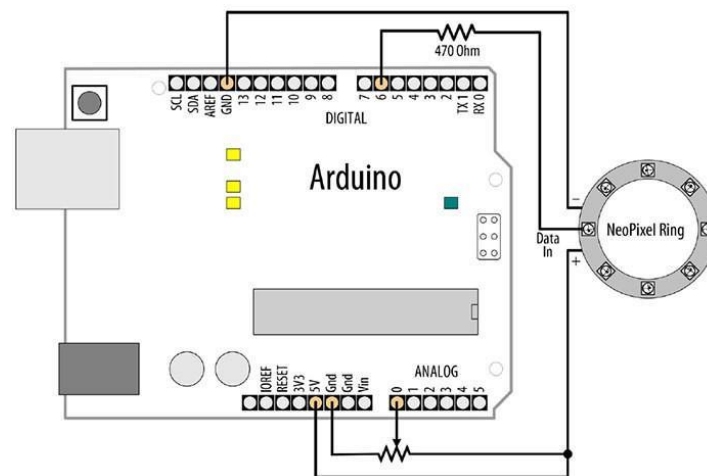 470 Ohm
SCL
SDA
AREF
GND
13
12
11
10
9
8
7
6
5
4
3
2
TX 1
RX 0
DIGITAL
Arduino
−
NeoPixel Ring
Data
In
+
ANALOG
IOREF
RESET
3V3
5V
Gnd
Gnd
Vin
0
1
2
3
4
5